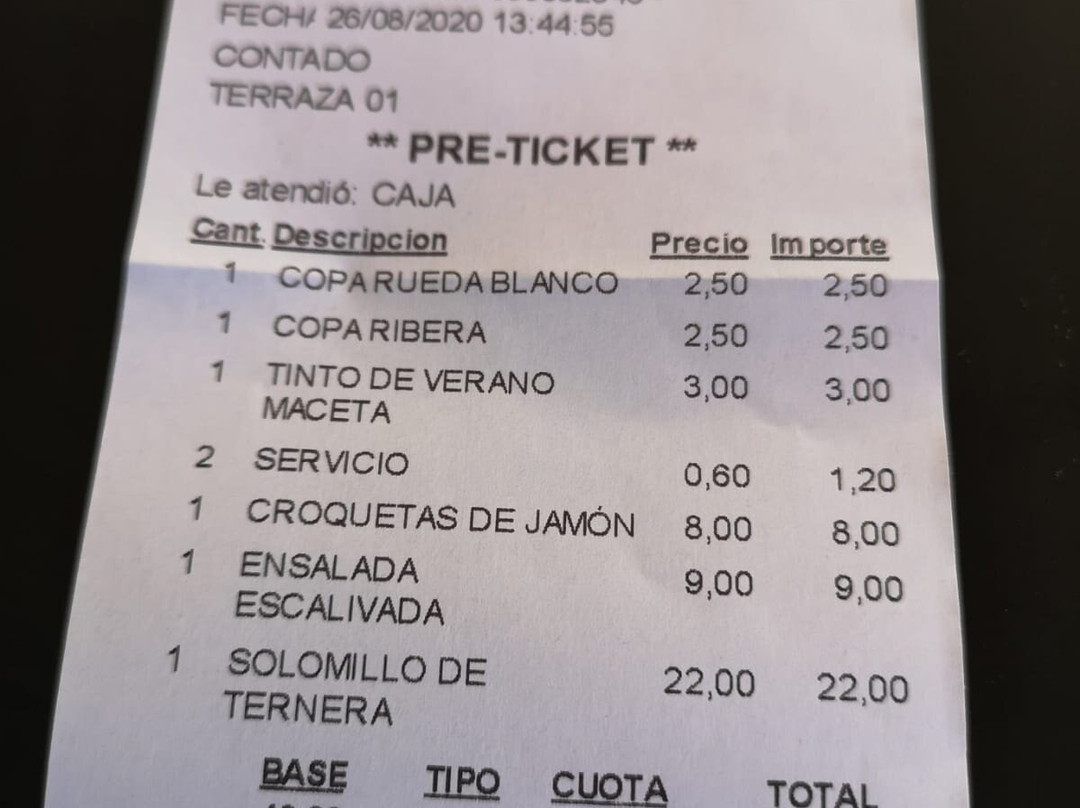 FECH/ 26/08/2020 13:44:55
CONTADO
TERRAZA 01
** PRE-TICKET **
Le atendió: CAJA
Cant. Descripcion Precio Importe
1 COPA RUEDA BLANCO 2,50 2,50
1 COPA RIBERA 2,50 2,50
1 TINTO DE VERANO 3,00 3,00
MACETA
2 SERVICIO 0,60 1,20
1 CROQUETAS DE JAMÓN 8,00 8,00
1 ENSALADA 9,00 9,00
ESCALIVADA
1 SOLOMILLO DE 22,00 22,00
TERNERA
BASE TIPO CUOTA TOTAL